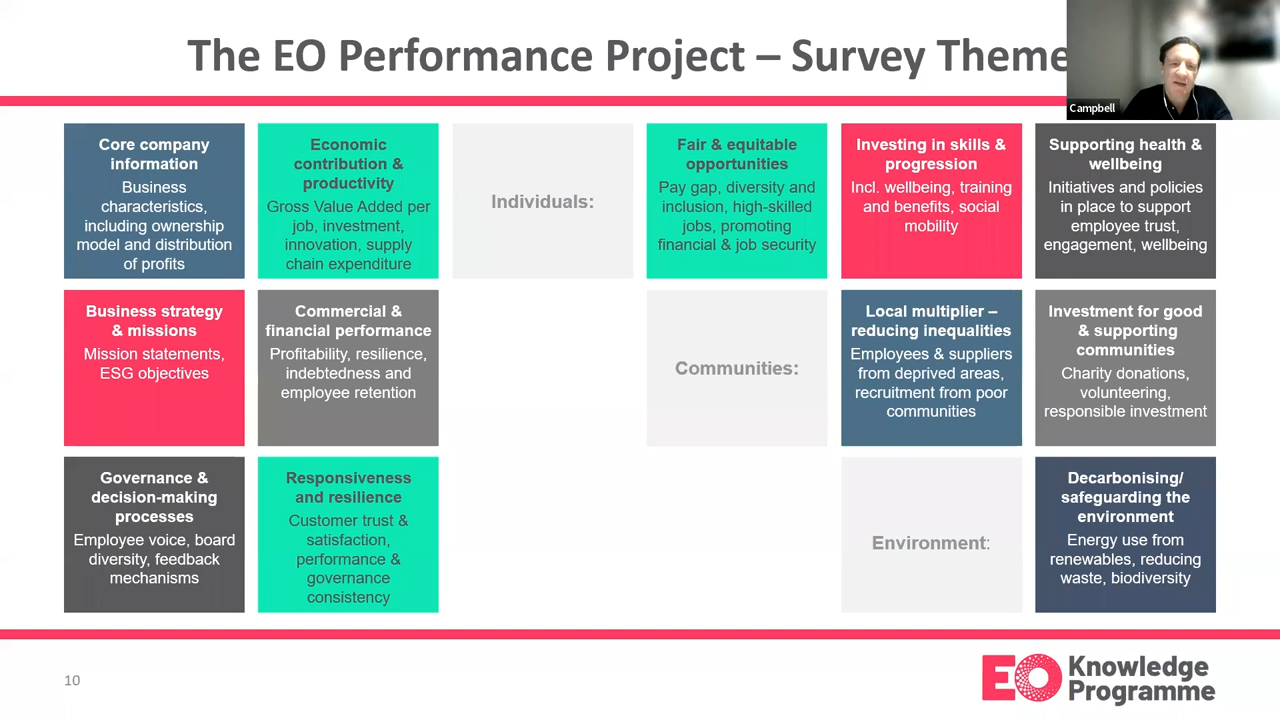 The EO Performance Project – Survey Theme
Campbell
Core company
information
Business
characteristics,
including ownership
model and distribution
of profits
Economic
contribution &
productivity
Gross Value Added per
job, investment,
innovation, supply
chain expenditure
Individuals:
Fair & equitable
opportunities
Pay gap, diversity and
inclusion, high-skilled
jobs, promoting
financial & job security
Investing in skills &
progression
Incl. wellbeing, training
and benefits, social
mobility
Supporting health &
wellbeing
Initiatives and policies
in place to support
employee trust,
engagement, wellbeing
Business strategy
& missions
Mission statements,
ESG objectives
Commercial &
financial performance
Profitability, resilience,
indebtedness and
employee retention
Communities:
Local multiplier –
reducing inequalities
Employees & suppliers
from deprived areas,
recruitment from poor
communities
Investment for good
& supporting
communities
Charity donations,
volunteering,
responsible investment
Governance &
decision-making
processes
Employee voice, board
diversity, feedback
mechanisms
Responsiveness
and resilience
Customer trust &
satisfaction,
performance &
governance
consistency
Environment:
Decarbonising/
safeguarding the
environment
Energy use from
renewables, reducing
waste, biodiversity
10
EO Knowledge
Programme